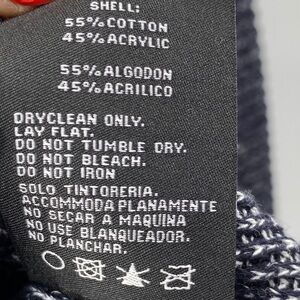 SHELL:
55% COTTON
45% ACRYLIC
55% ALGODON
45% ACRILICO
DRYCLEAN ONLY.
LAY FLAT.
DO NOT TUMBLE DRY.
DO NOT BLEACH.
DO NOT IRON
SOLO TINTORERIA.
ACCOMMODA PLANAMENTE
NO SECAR A MAQUINA
NO USE BLANQUEADOR.
NO PLANCHAR.